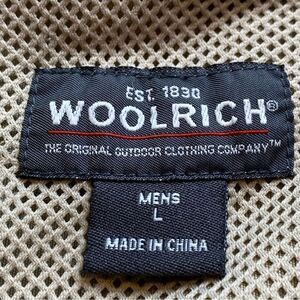 EST. 1830
WOOLRICH®
THE ORIGINAL OUTDOOR CLOTHING COMPANY™
MENS
L
MADE IN CHINA